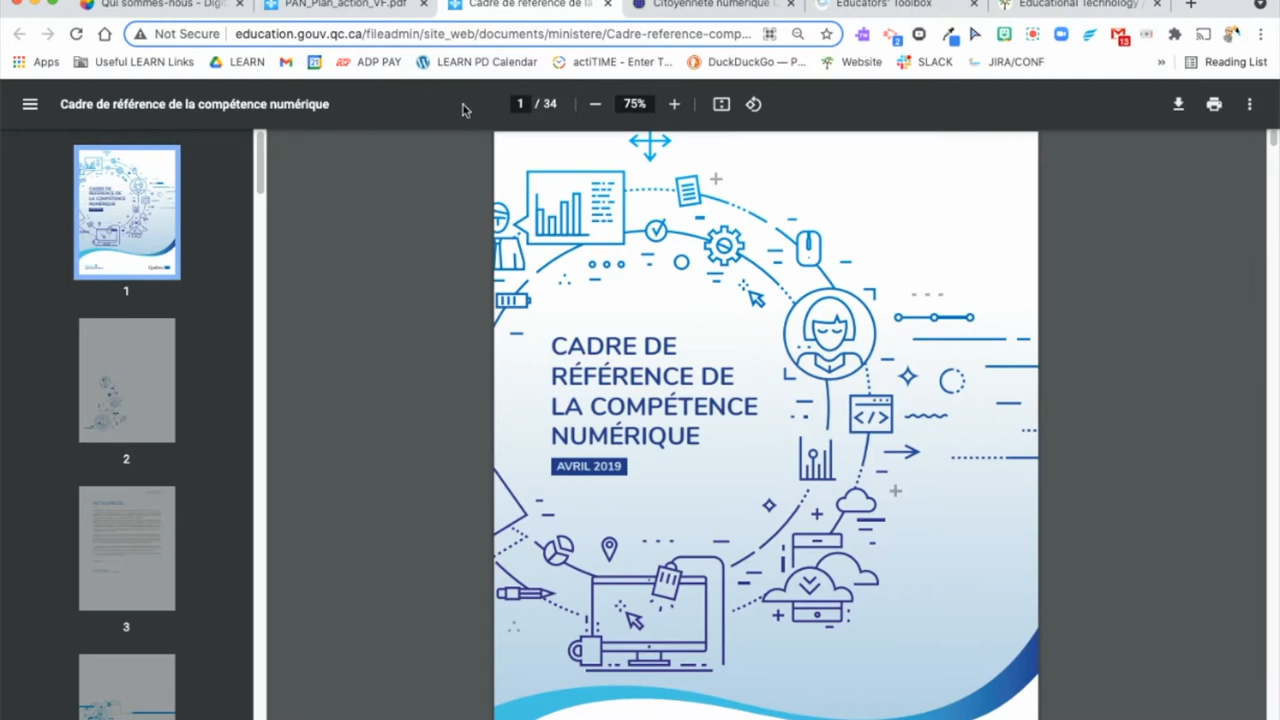 Qui sommes-nous - Digi
PAN_Plan_action_VF.pdf
Cadre de référence de la
Citoyenneté numérique
Educators' Toolbox
Educational Technology
Not Secure
education.gouv.qc.ca/fileadmin/site_web/documents/ministere/Cadre-reference-comp...
2
13
Apps
Useful LEARN Links
LEARN
ADP PAY
LEARN PD Calendar
actiTIME - Enter T...
DuckDuckGo — P...
Website
SLACK
JIRA/CONF
»
Reading List
Cadre de référence de la compétence numérique
1 / 34
75%
CADRE DE
RÉFÉRENCE DE
LA COMPÉTENCE
NUMÉRIQUE
AVRIL 2019
</>
1
2
3